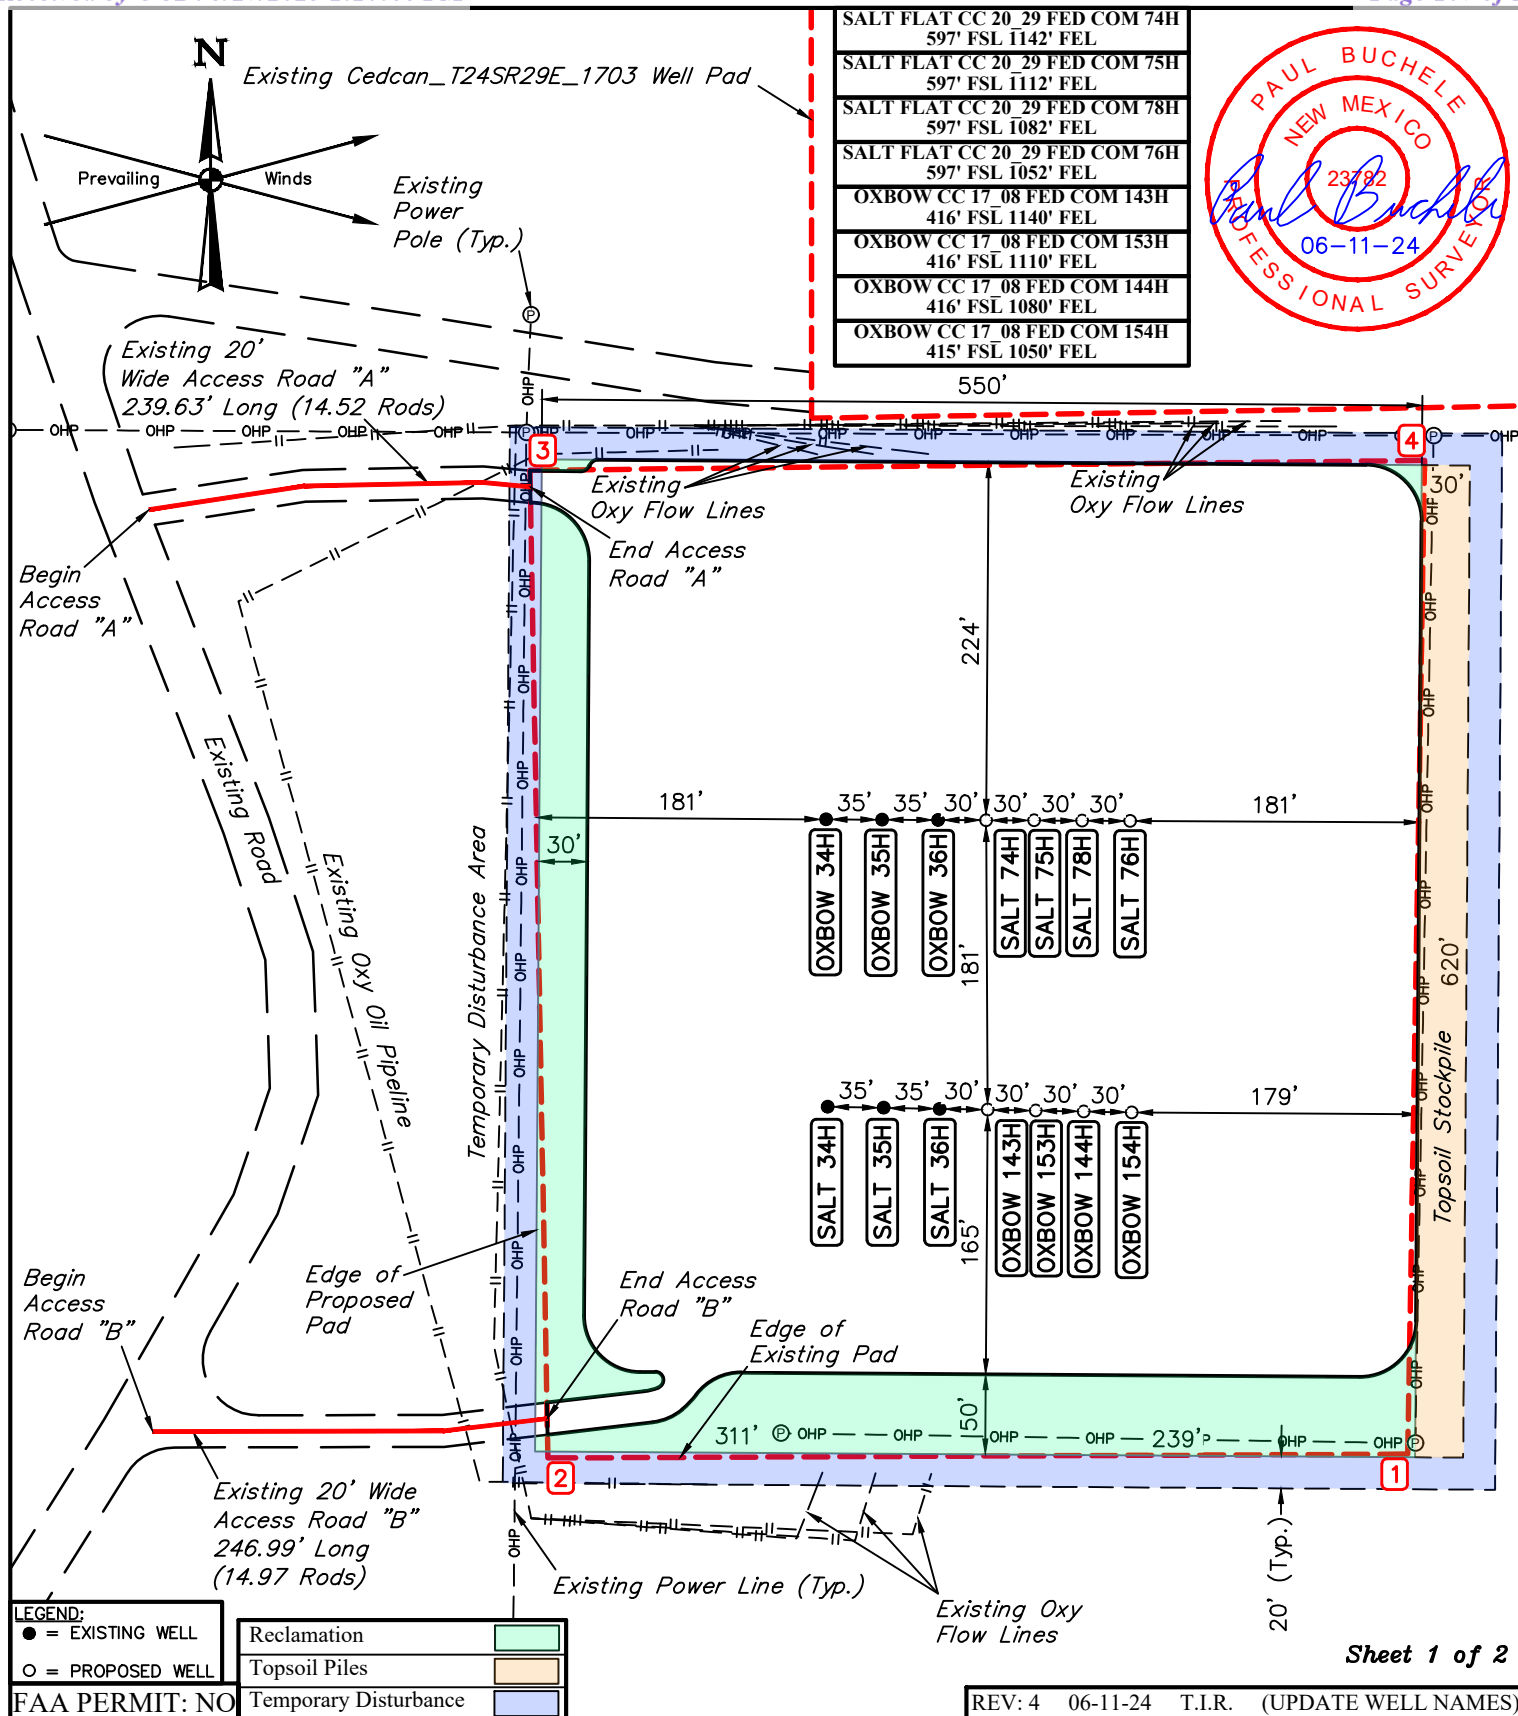 SALT FLAT CC 20_29 FED COM 74H
597' FSL 1142' FEL
SALT FLAT CC 20_29 FED COM 75H
597' FSL 1112' FEL
SALT FLAT CC 20_29 FED COM 78H
597' FSL 1082' FEL
SALT FLAT CC 20_29 FED COM 76H
597' FSL 1052' FEL
OXBOW CC 17_08 FED COM 143H
416' FSL 1140' FEL
OXBOW CC 17_08 FED COM 153H
416' FSL 1110' FEL
OXBOW CC 17_08 FED COM 144H
416' FSL 1080' FEL
OXBOW CC 17_08 FED COM 154H
415' FSL 1050' FEL
PAUL BUCHELE
NEW MEXICO
23782
PROFESSIONAL SURVEYOR
Paul Buchele
06-11-24
N
Prevailing Winds
Existing Cedcan_T24SR29E_1703 Well Pad
Existing
Power
Pole (Typ.)
Existing 20'
Wide Access Road "A"
239.63' Long (14.52 Rods)
550'
3
4
30'
Existing
Oxy Flow Lines
Existing
Oxy Flow Lines
End Access
Road "A"
Begin
Access
Road "A"
224'
Existing Road
Existing Oxy Oil Pipeline
Temporary Disturbance Area
181' 35' 35' 30' 30' 30' 30' 181'
30'
OXBOW 34H
OXBOW 35H
OXBOW 36H
SALT 74H
SALT 75H
SALT 78H
SALT 76H
181'
620'
Topsoil Stockpile
35' 35' 30' 30' 30' 30' 179'
SALT 34H
SALT 35H
SALT 36H
OXBOW 143H
OXBOW 153H
OXBOW 144H
OXBOW 154H
165'
Begin
Access
Road "B"
Edge of
Proposed
Pad
End Access
Road "B"
Edge of
Existing Pad
50'
311'
239'
OHP
P
2
1
Existing 20' Wide
Access Road "B"
246.99' Long
(14.97 Rods)
Existing Power Line (Typ.)
Existing Oxy
Flow Lines
20' (Typ.)
LEGEND:
● = EXISTING WELL
○ = PROPOSED WELL
FAA PERMIT: NO
Reclamation
Topsoil Piles
Temporary Disturbance
Sheet 1 of 2
REV: 4 06-11-24 T.I.R. (UPDATE WELL NAMES)